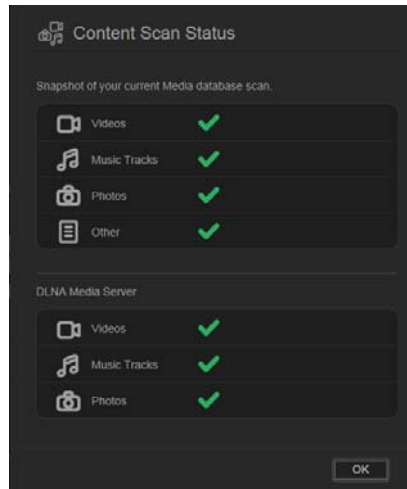 Content Scan Status
Snapshot of your current Media database scan.
Videos
Music Tracks
Photos
Other
DLNA Media Server
Videos
Music Tracks
Photos
OK